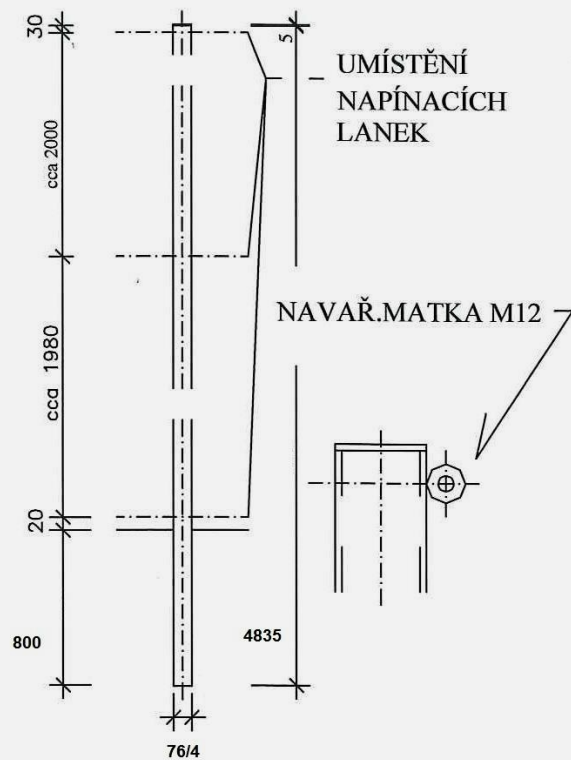 30
5
UMÍSTĚNÍ
NAPÍNACÍCH
LANEK
cca 2000
NAVAŘ.MATKA M12
cca 1980
20
800
4835
76/4